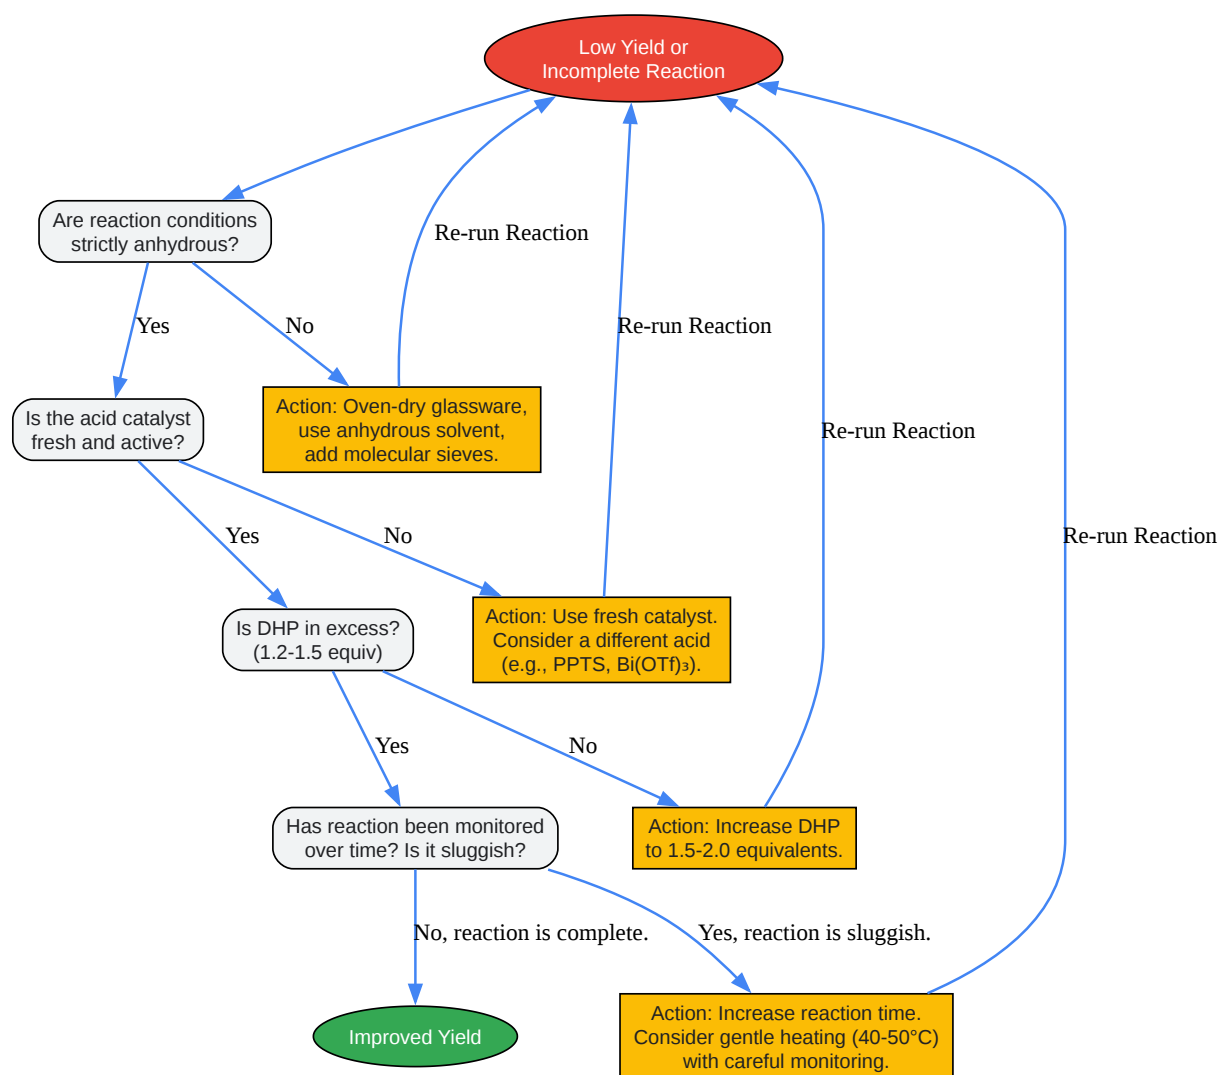 Low Yield or
Incomplete Reaction
Are reaction conditions
strictly anhydrous?
Re-run Reaction
Yes
No
Re-run Reaction
Is the acid catalyst
fresh and active?
Action: Oven-dry glassware,
use anhydrous solvent,
add molecular sieves.
Re-run Reaction
Yes
No
Re-run Reaction
Is DHP in excess?
(1.2-1.5 equiv)
Action: Use fresh catalyst.
Consider a different acid
(e.g., PPTS, Bi(OTf)₃).
Yes
No
Has reaction been monitored
over time? Is it sluggish?
Action: Increase DHP
to 1.5-2.0 equivalents.
No, reaction is complete.
Yes, reaction is sluggish.
Improved Yield
Action: Increase reaction time.
Consider gentle heating (40-50°C)
with careful monitoring.